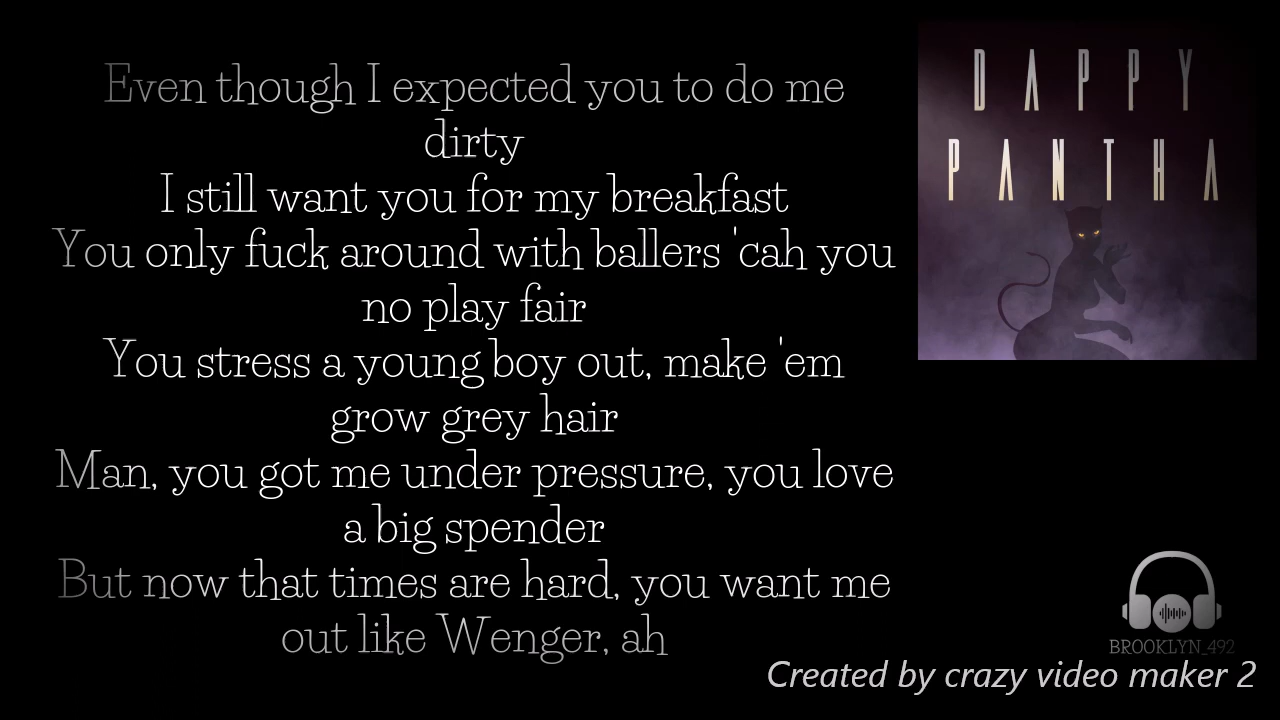 Even though I expected you to do me
dirty
I still want you for my breakfast
You only fuck around with ballers 'cah you
no play fair
You stress a young boy out, make 'em
grow grey hair
Man, you got me under pressure, you love
a big spender
But now that times are hard, you want me
out like Wenger, ah
DAPPY
PANTHA
BROOKLYN_492
Created by crazy video maker 2